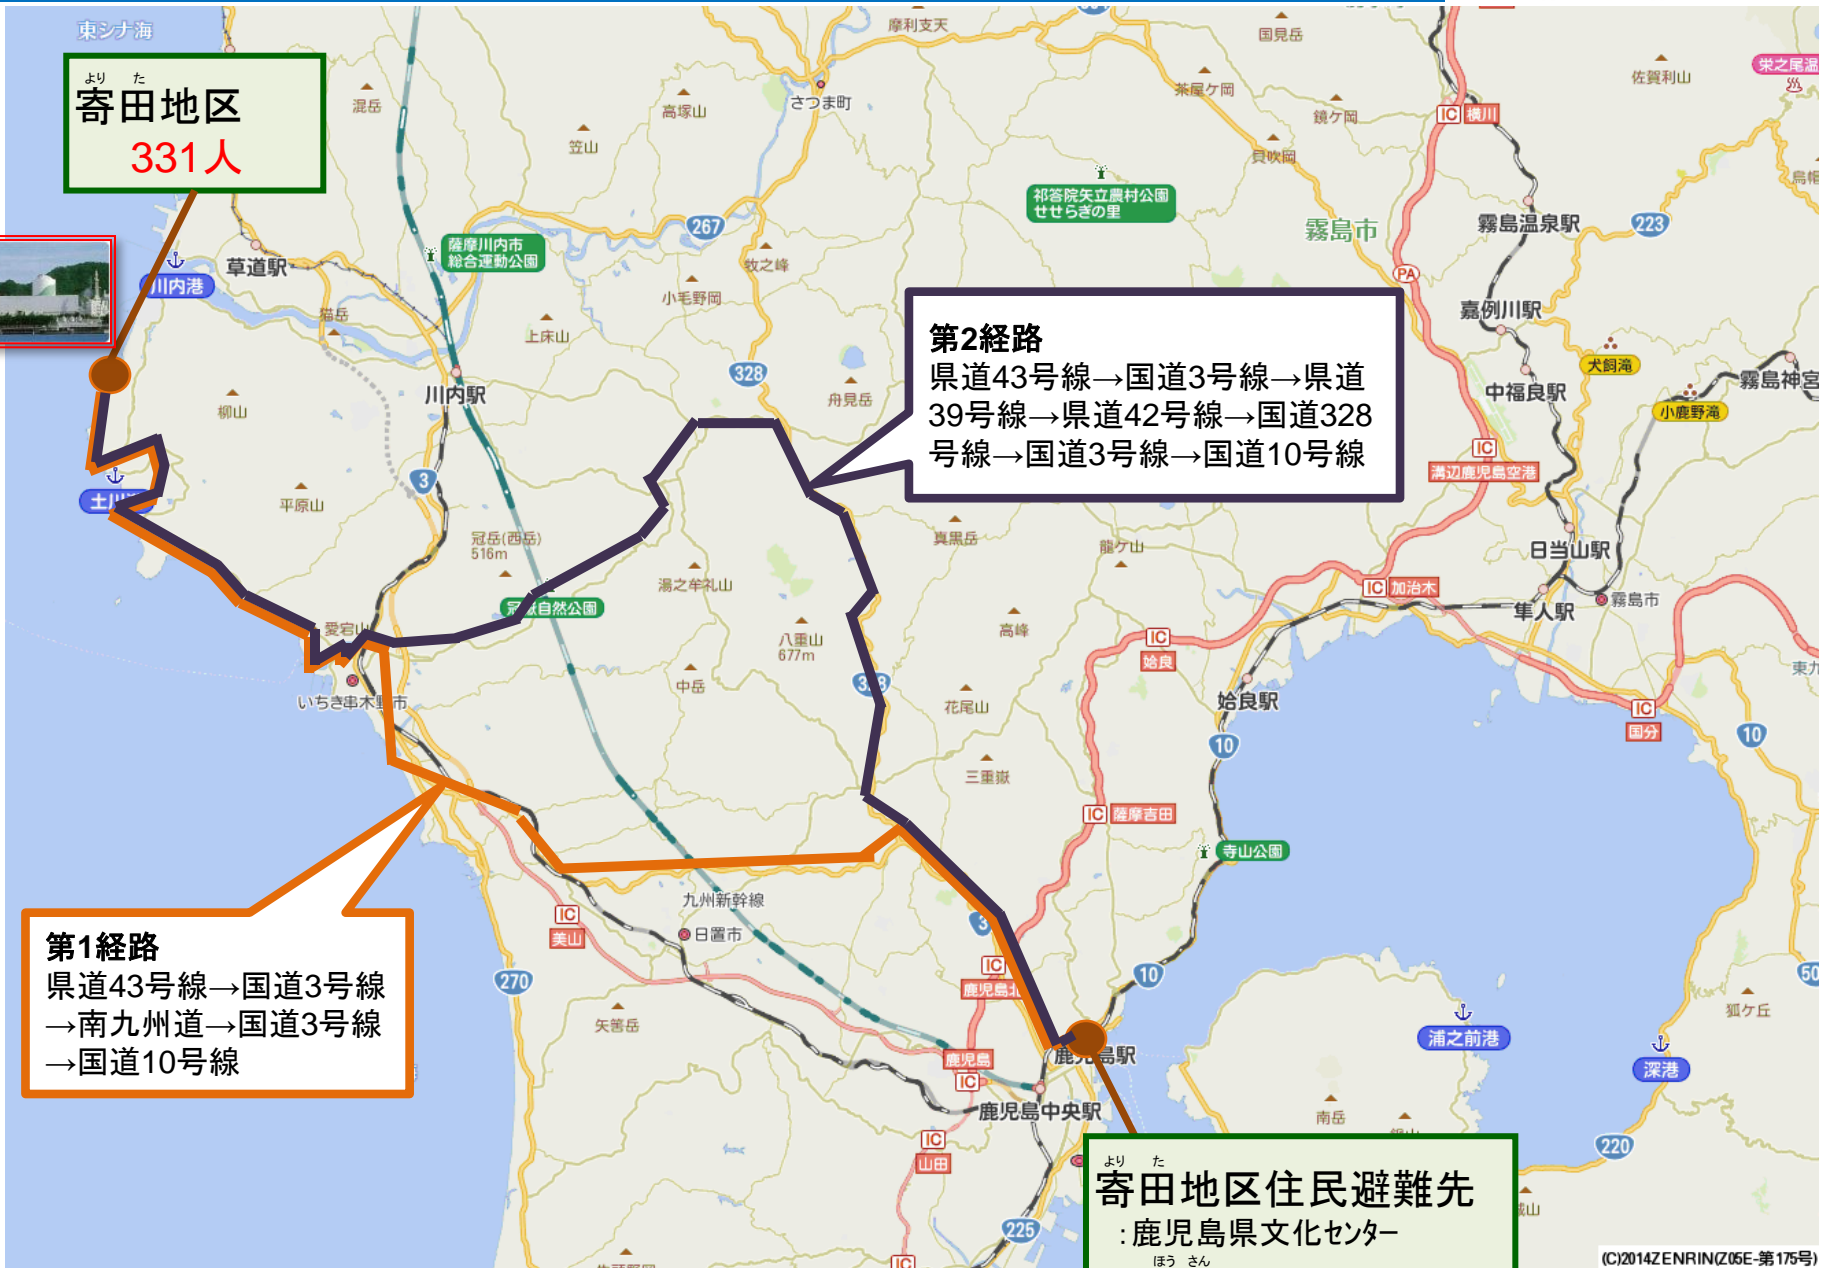 東シナ海
摩利支天
国見岳
佐賀利山
栄之尾温
より た
寄田地区
331人
混岳
高塚山
さつま町
茶屋ケ岡
鏡ケ岡
IC 横川
笠山
貝吹岡
祁答院矢立農村公園
せせらぎの里
霧島市
霧島温泉駅
223
267
薩摩川内市
総合運動公園
草道駅
川内港
牧之峰
小毛野岡
PA
嘉例川駅
猫岳
上床山
犬飼滝
霧島神宮
川内駅
328
舟見岳
中福良駅
小鹿野滝
柳山
第2経路
県道43号線→国道3号線→県道
39号線→県道42号線→国道328
号線→国道3号線→国道10号線
IC
溝辺鹿児島空港
3
平原山
冠岳(西岳)
516m
真黒岳
龍ケ山
日当山駅
湯之牟礼山
IC 加治木
霧島市
隼人駅
自然公園
愛宕山
八重山
677m
高峰
IC
姶良
いちき串木野市
中岳
花尾山
姶良駅
IC
国分
10
10
三重嶽
IC 薩摩吉田
寺山公園
九州新幹線
日置市
IC
美山
第1経路
県道43号線→国道3号線
→南九州道→国道3号線
→国道10号線
270
3
IC
鹿児島北
10
矢筈岳
狐ケ丘
浦之前港
深港
鹿児島駅
鹿児島
IC
鹿児島中央駅
南岳
IC
山田
220
より た
寄田地区住民避難先
:鹿児島県文化センター
ほう さん
225
IC
(C)2014ZENRIN(Z05E-第175号)